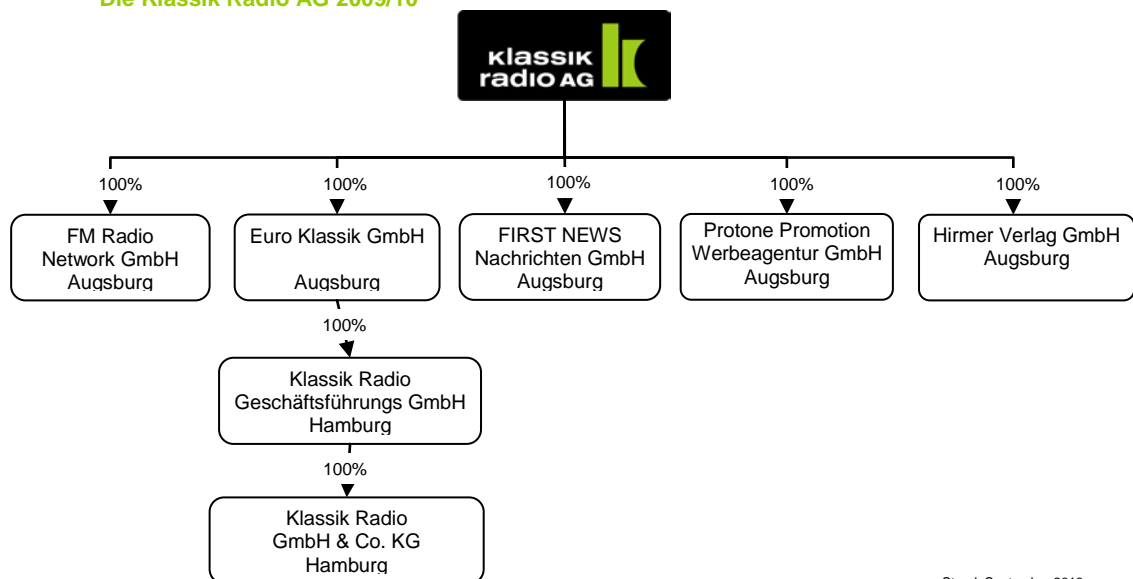 Die Klassik Radio AG 2009/10
Klassik
radio AG
100%
100%
100%
100%
100%
FM Radio
Network GmbH
Augsburg
Euro Klassik GmbH
Augsburg
FIRST NEWS
Nachrichten GmbH
Augsburg
Protone Promotion
Werbeagentur GmbH
Augsburg
Hirmer Verlag GmbH
Augsburg
100%
Klassik Radio
Geschäftsführungs GmbH
Hamburg
100%
Klassik Radio
GmbH & Co. KG
Hamburg